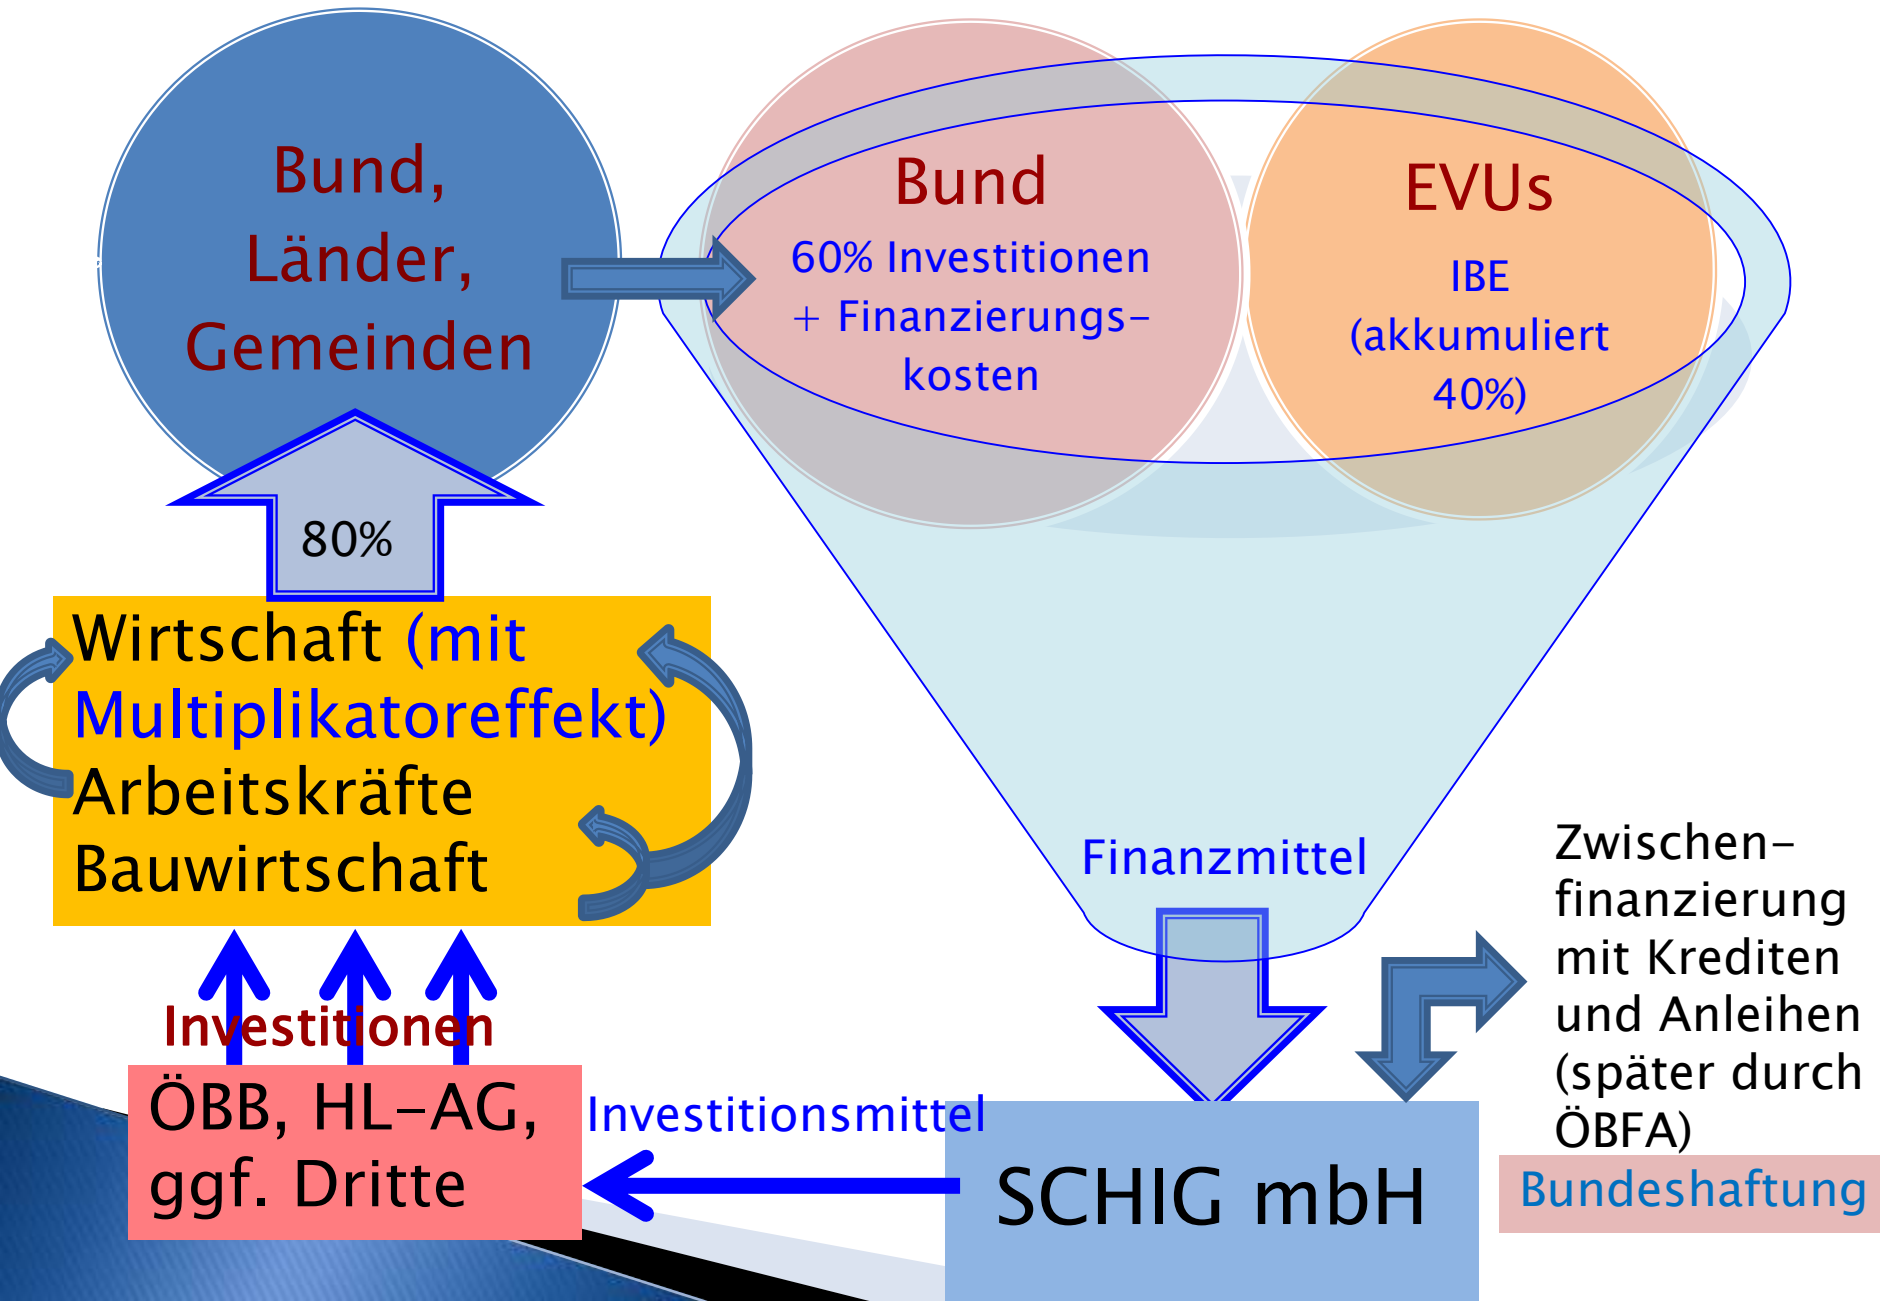 Bund,
Länder,
Gemeinden
Bund
60% Investitionen
+ Finanzierungs-
kosten
EVUs
IBE
(akkumuliert
40%)
80%
Wirtschaft (mit
Multiplikatoreffekt)
Arbeitskräfte
Bauwirtschaft
Finanzmittel
Zwischen-
finanzierung
mit Krediten
und Anleihen
(später durch
ÖBFA)
Bundeshaftung
Investitionen
ÖBB, HL-AG,
ggf. Dritte
Investitionsmittel
SCHIG mbH